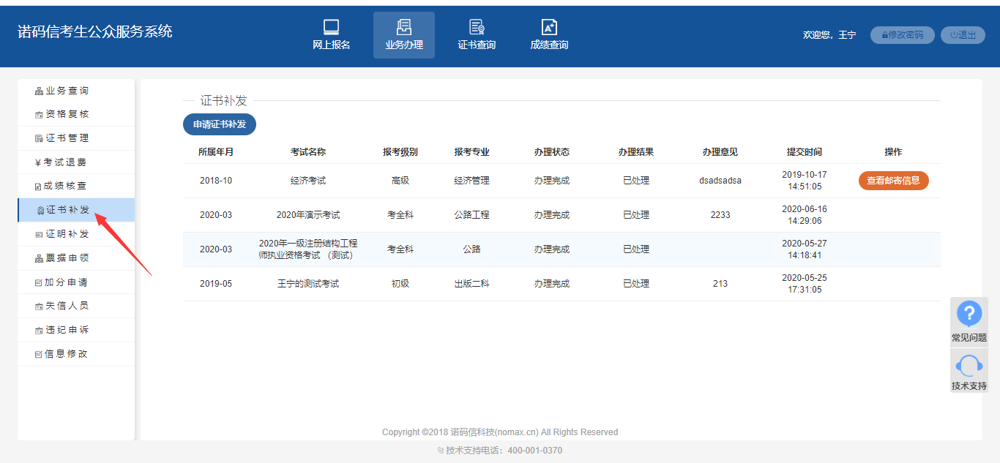 诺码信考生公众服务系统
网上报名
业务办理
证书查询
成绩查询
欢迎您，王宁
修改密码
退出
业务查询
资格复核
证书管理
考试退费
成绩核查
证书补发
证明补发
票据申领
加分申请
失信人员
违纪申诉
信息修改
证书补发
申请证书补发
所属年月 考试名称 报考级别 报考专业 办理状态 办理结果 办理意见 提交时间 操作
2018-10 经济考试 高级 经济管理 办理完成 已处理 dsadsadsa 2019-10-17
14:51:05
查看邮寄信息
2020-03 2020年演示考试 考全科 公路工程 办理完成 已处理 2233 2020-06-16
14:29:06
2020-03 2020年一级注册结构工程
师执业资格考试 （测试） 考全科 公路 办理完成 已处理 2020-05-27
14:18:41
2019-05 王宁的测试考试 初级 出版二科 办理完成 已处理 213 2020-05-25
17:31:05
常见问题
技术支持
Copyright ©2018 诺码信科技(nomax.cn) All Rights Reserved
技术支持电话：400-001-0370